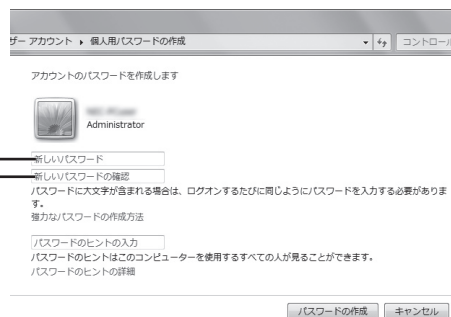 ザー アカウント ▸ 個人用パスワードの作成
コントロール
アカウントのパスワードを作成します
Administrator
新しいパスワード
新しいパスワードの確認
パスワードに大文字が含まれる場合は、ログオンするたびに同じようにパスワードを入力する必要がありま
す。
強力なパスワードの作成方法
パスワードのヒントの入力
パスワードのヒントはこのコンピューターを使用するすべての人が見ることができます。
パスワードのヒントの詳細
パスワードの作成 キャンセル